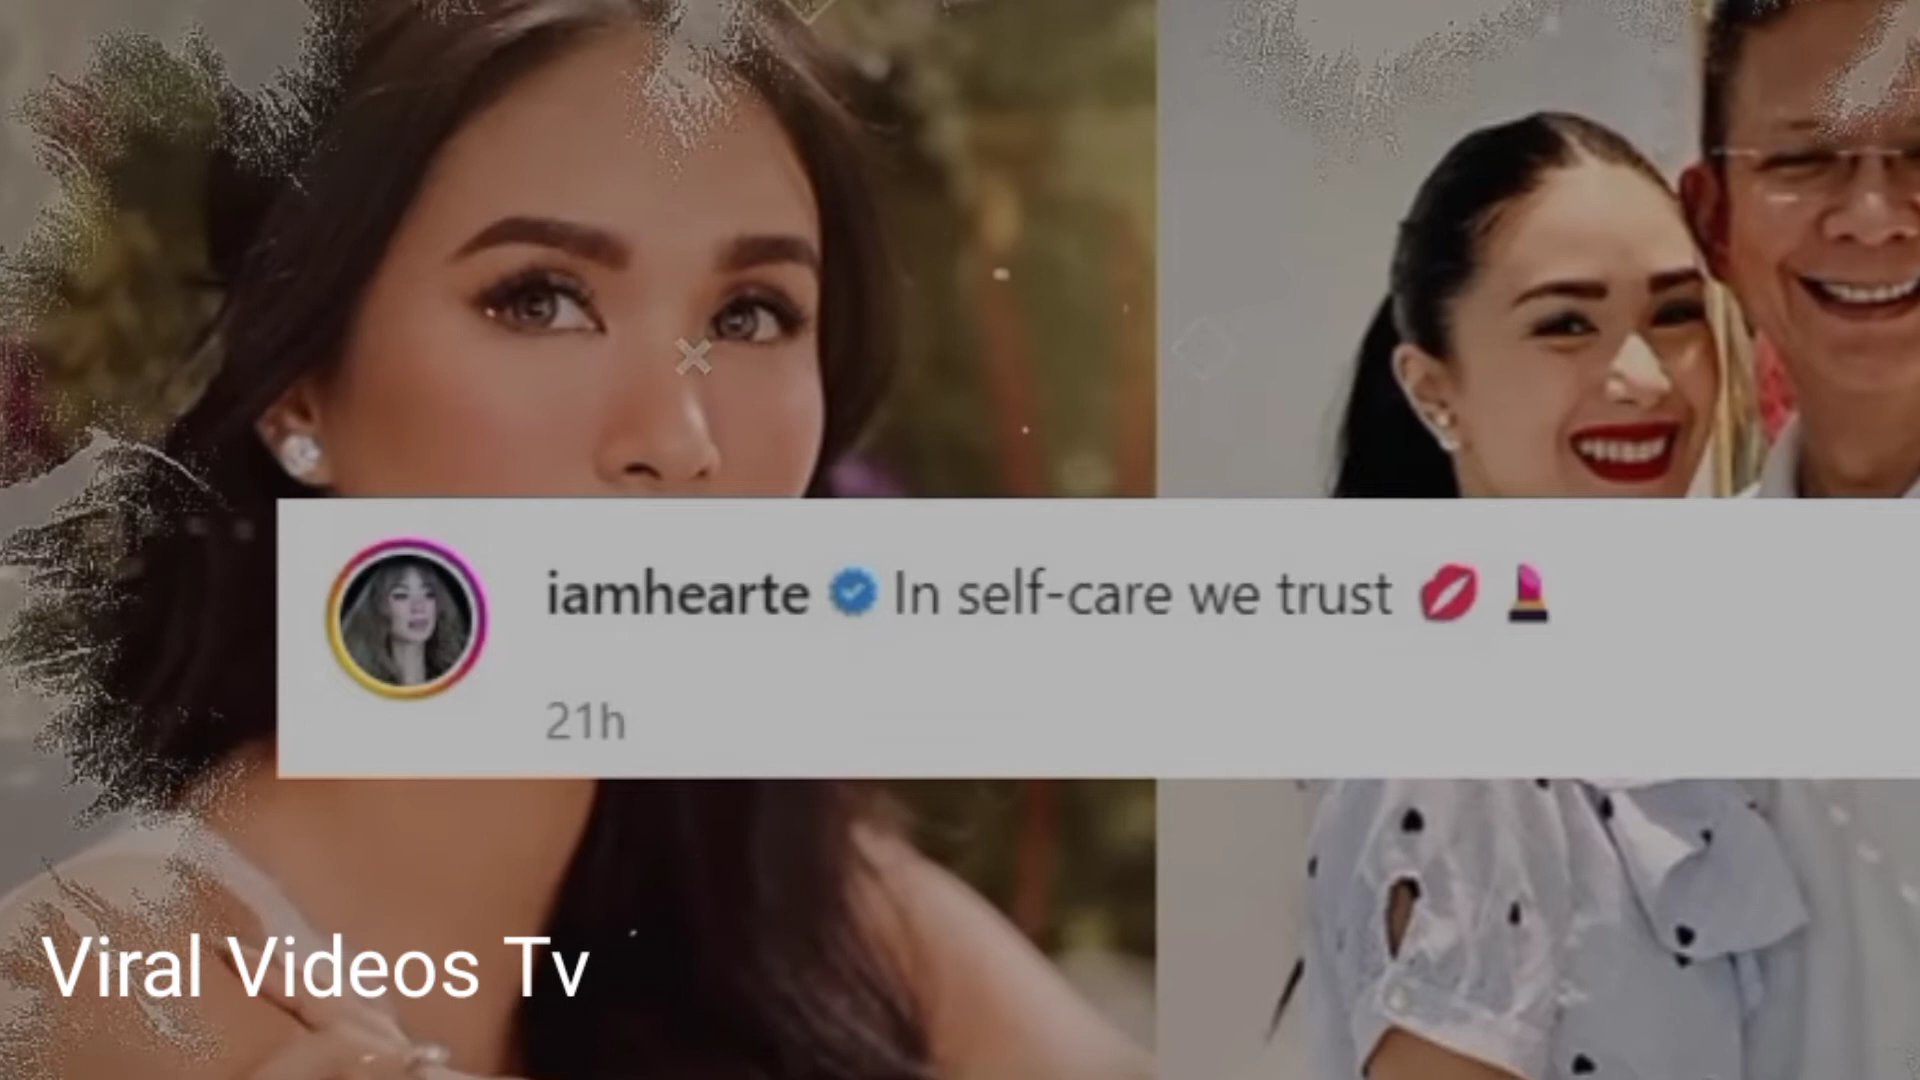 iamhearte In self-care we trust 💋 💄
21h
Viral Videos Tv